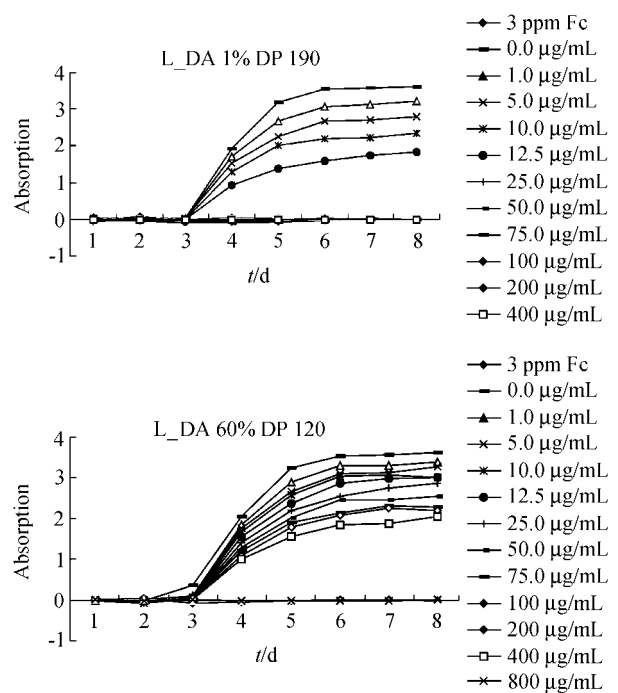 L_DA 1% DP 190
Absorption
4
3
2
1
0
-1
1 2 3 4 5 6 7 8
t/d
3 ppm Fc
0.0 µg/mL
1.0 µg/mL
5.0 µg/mL
10.0 µg/mL
12.5 µg/mL
25.0 µg/mL
50.0 µg/mL
75.0 µg/mL
100 µg/mL
200 µg/mL
400 µg/mL
L_DA 60% DP 120
Absorption
4
3
2
1
0
-1
1 2 3 4 5 6 7 8
t/d
3 ppm Fc
0.0 µg/mL
1.0 µg/mL
5.0 µg/mL
10.0 µg/mL
12.5 µg/mL
25.0 µg/mL
50.0 µg/mL
75.0 µg/mL
100 µg/mL
200 µg/mL
400 µg/mL
800 µg/mL